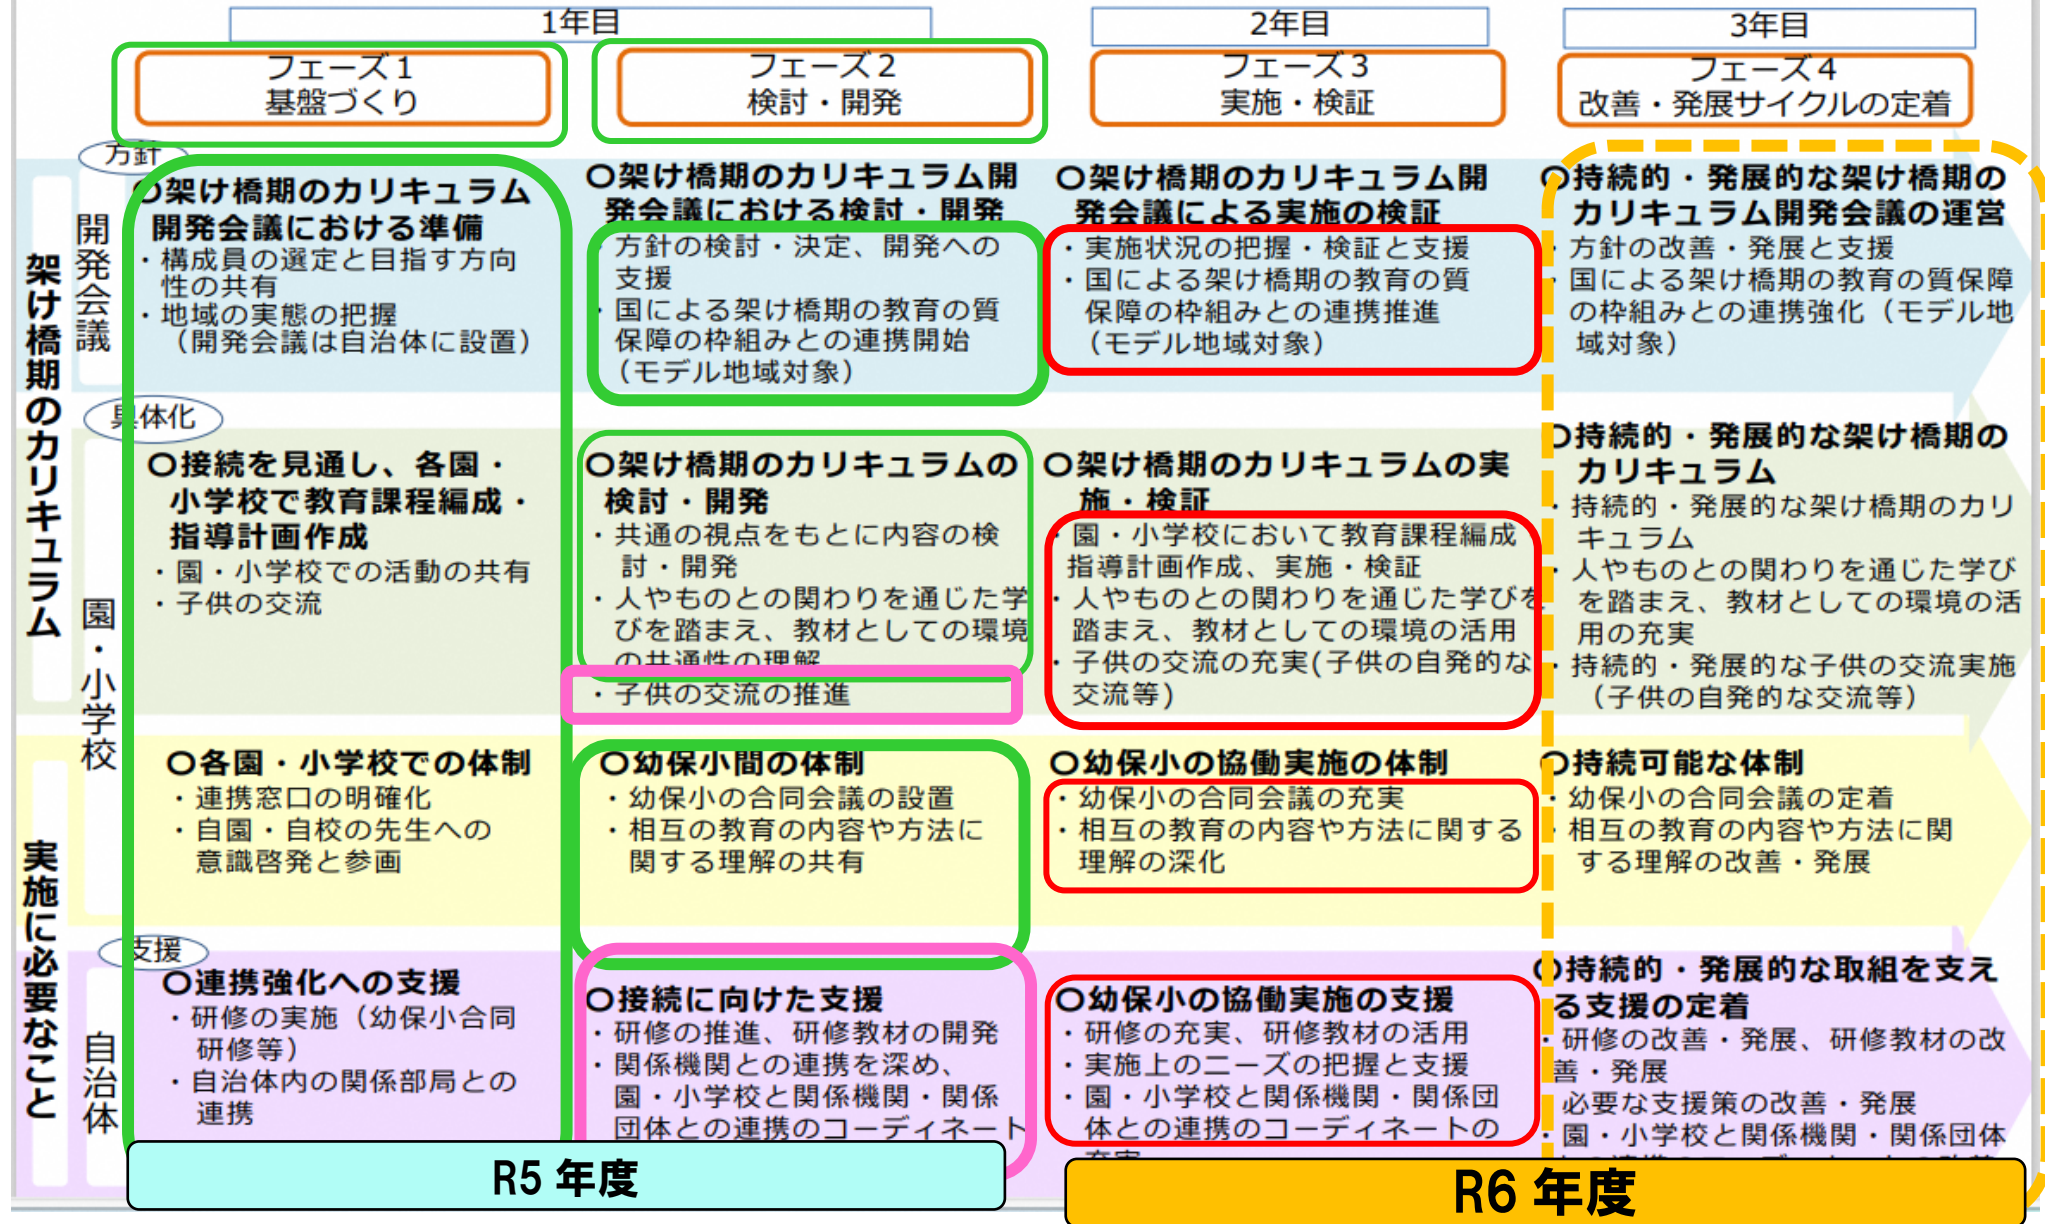 1年目
2年目
3年目
フェーズ1
基盤づくり
フェーズ2
検討・開発
フェーズ3
実施・検証
フェーズ4
改善・発展サイクルの定着
架け橋期のカリキュラム
実施に必要なこと
方針
開発会議
〇架け橋期のカリキュラム
開発会議における準備
・構成員の選定と目指す方向
性の共有
・地域の実態の把握
（開発会議は自治体に設置）
〇架け橋期のカリキュラム開
発会議における検討・開発
・方針の検討・決定、開発への
支援
・国による架け橋期の教育の質
保障の枠組みとの連携開始
（モデル地域対象）
〇架け橋期のカリキュラム開
発会議による実施の検証
・実施状況の把握・検証と支援
・国による架け橋期の教育の質
保障の枠組みとの連携推進
（モデル地域対象）
〇持続的・発展的な架け橋期の
カリキュラム開発会議の運営
・方針の改善・発展と支援
・国による架け橋期の教育の質保障
の枠組みとの連携強化（モデル地
域対象）
具体化
園・小学校
〇接続を見通し、各園・
小学校で教育課程編成・
指導計画作成
・園・小学校での活動の共有
・子供の交流
〇架け橋期のカリキュラムの
検討・開発
・共通の視点をもとに内容の検
討・開発
・人やものとの関わりを通じた学
びを踏まえ、教材としての環境
の共通性の理解
・子供の交流の推進
〇架け橋期のカリキュラムの実
施・検証
・園・小学校において教育課程編成
指導計画作成、実施・検証
・人やものとの関わりを通じた学びを
踏まえ、教材としての環境の活用
・子供の交流の充実(子供の自発的な
交流等)
〇持続的・発展的な架け橋期の
カリキュラム
・持続的・発展的な架け橋期のカリ
キュラム
・人やものとの関わりを通じた学び
を踏まえ、教材としての環境の活
用の充実
・持続的・発展的な子供の交流実施
（子供の自発的な交流等）
〇各園・小学校での体制
・連携窓口の明確化
・自園・自校の先生への
意識啓発と参画
〇幼保小間の体制
・幼保小の合同会議の設置
・相互の教育の内容や方法に
関する理解の共有
〇幼保小の協働実施の体制
・幼保小の合同会議の充実
・相互の教育の内容や方法に関する
理解の深化
〇持続可能な体制
・幼保小の合同会議の定着
・相互の教育の内容や方法に関
する理解の改善・発展
支援
自治体
〇連携強化への支援
・研修の実施（幼保小合同
研修等）
・自治体内の関係部局との
連携
〇接続に向けた支援
・研修の推進、研修教材の開発
・関係機関との連携を深め、
園・小学校と関係機関・関係
団体との連携のコーディネート
〇幼保小の協働実施の支援
・研修の充実、研修教材の活用
・実施上のニーズの把握と支援
・園・小学校と関係機関・関係団
体との連携のコーディネートの
〇持続的・発展的な取組を支え
る支援の定着
・研修の改善・発展、研修教材の改
善・発展
必要な支援策の改善・発展
・園・小学校と関係機関・関係団体
R5 年度
R6 年度